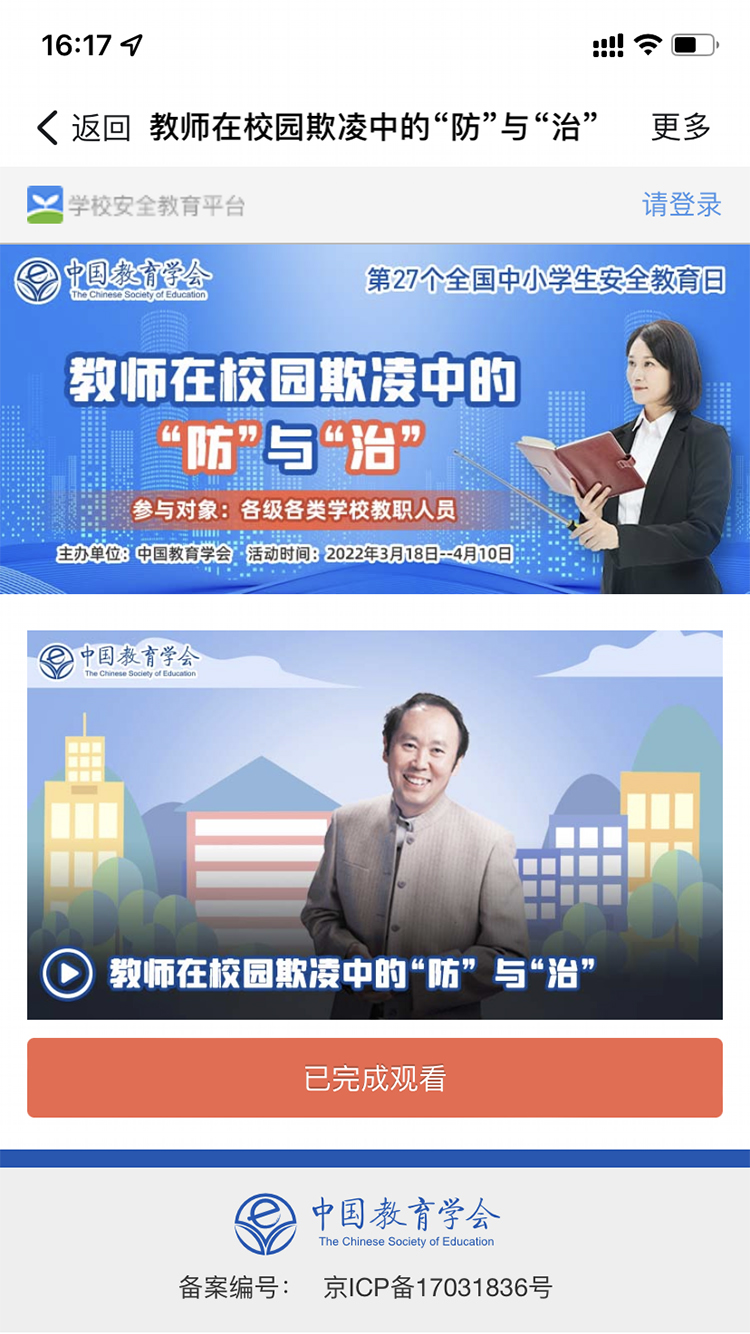 16:17
返回 教师在校园欺凌中的“防”与“治” 更多
学校安全教育平台 请登录
中国教育学会
The Chinese Society of Education
第27个全国中小学生安全教育日
教师在校园欺凌中的
“防”与“治”
参与对象：各级各类学校教职人员
主办单位：中国教育学会 活动时间：2022年3月18日--4月10日
中国教育学会
The Chinese Society of Education
教师在校园欺凌中的“防”与“治”
已完成观看
中国教育学会
The Chinese Society of Education
备案编号： 京ICP备17031836号